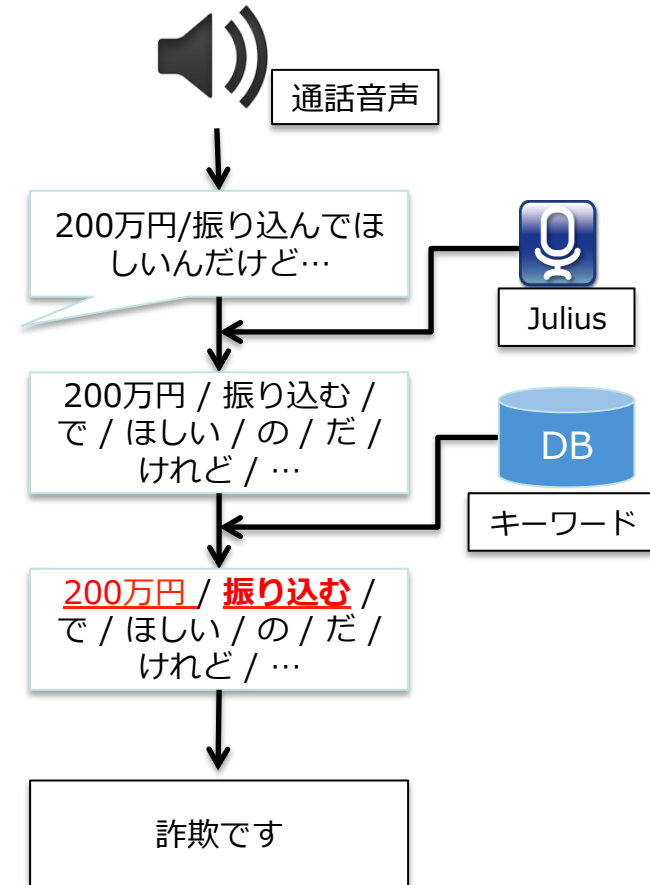 通話音声
200万円/振り込んでほ
しいんだけど…
Julius
200万円 / 振り込む /
で / ほしい / の / だ /
けれど / …
DB
キーワード
200万円 / 振り込む /
で / ほしい / の / だ /
けれど / …
詐欺です